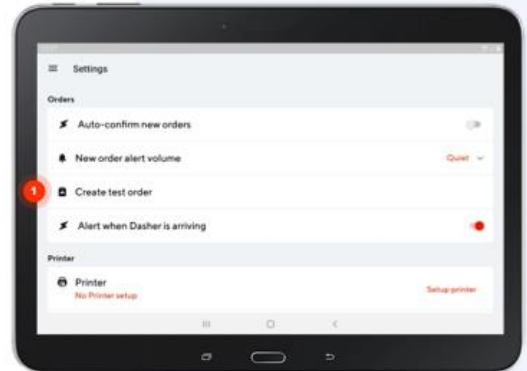 Settings
Orders
Auto-confirm new orders
New order alert volume
Quiet
1
Create test order
Alert when Dasher is arriving
Printer
Printer
No Printer setup
Setup printer